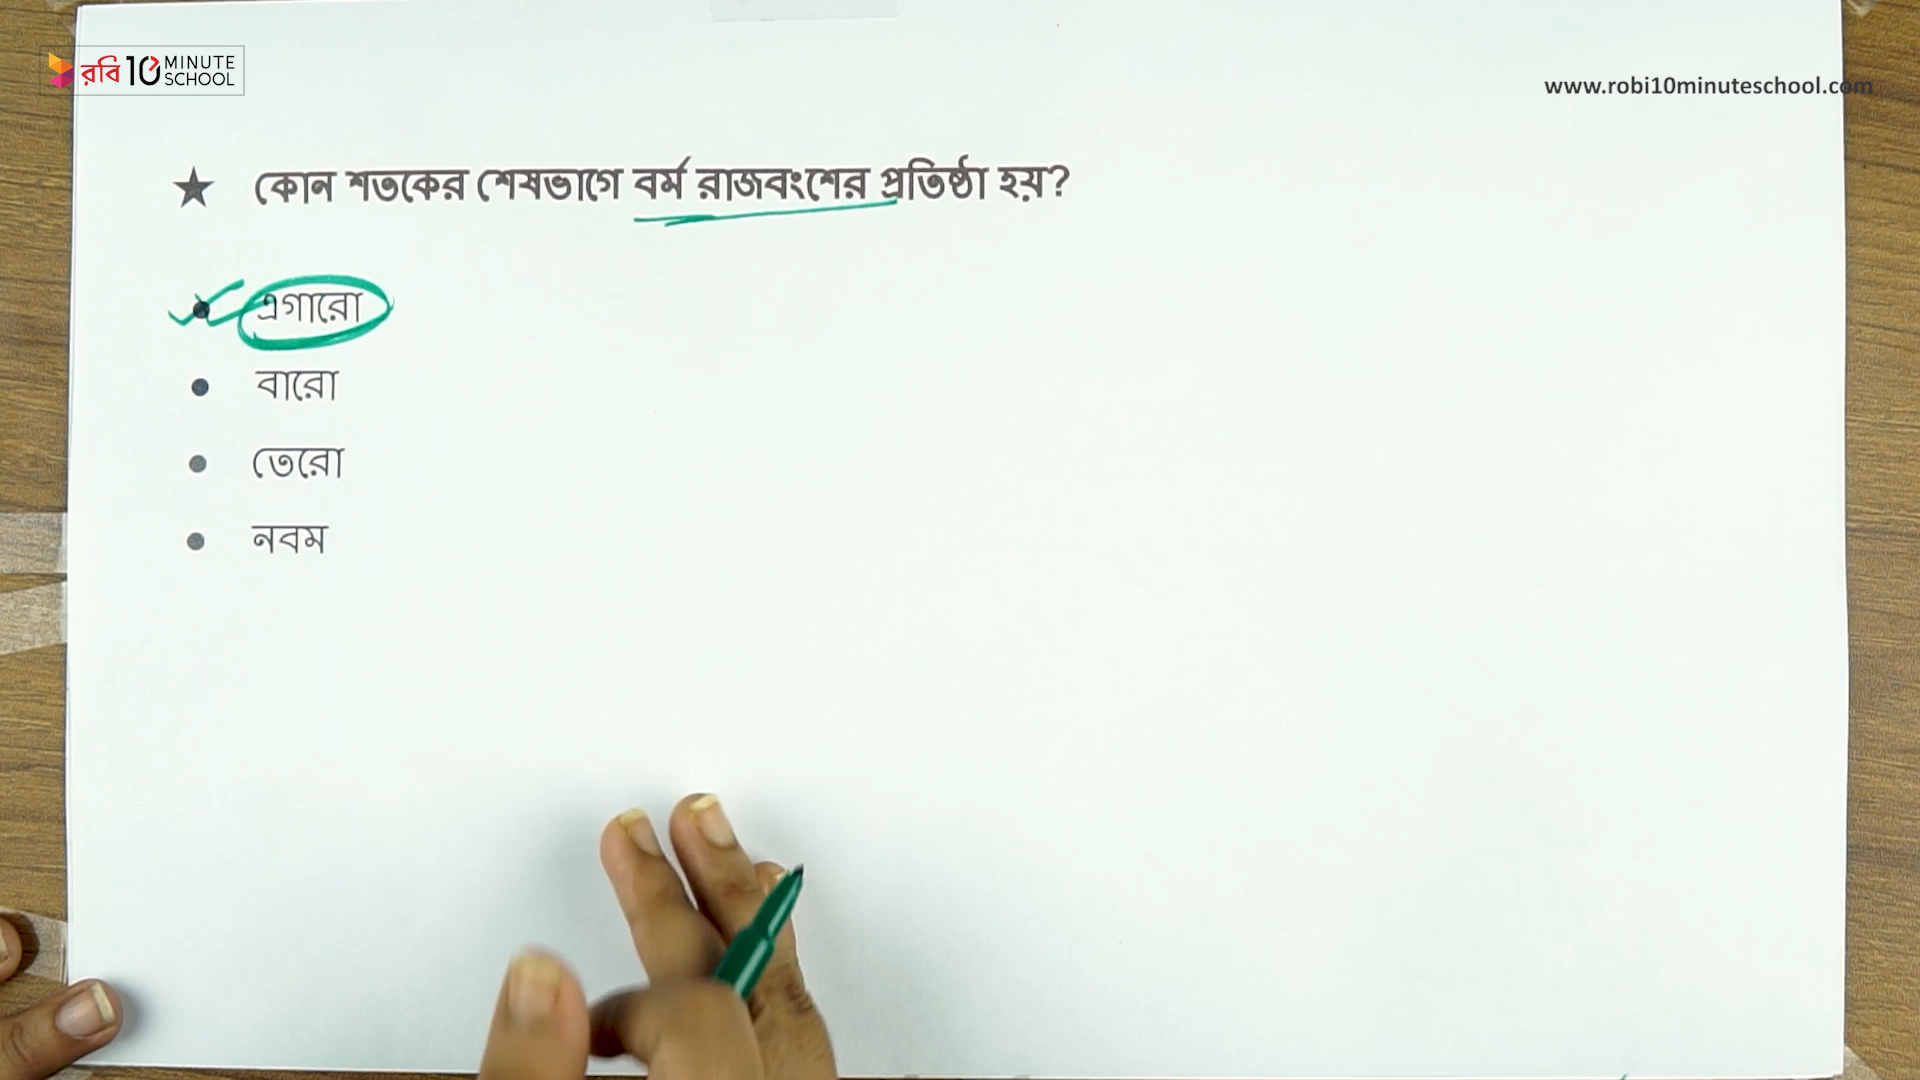 রবি 10 MINUTE SCHOOL
www.robi10minuteschool.com
★ কোন শতকের শেষভাগে বর্ম রাজবংশের প্রতিষ্ঠা হয়?
• এগারো
• বারো
• তেরো
• নবম